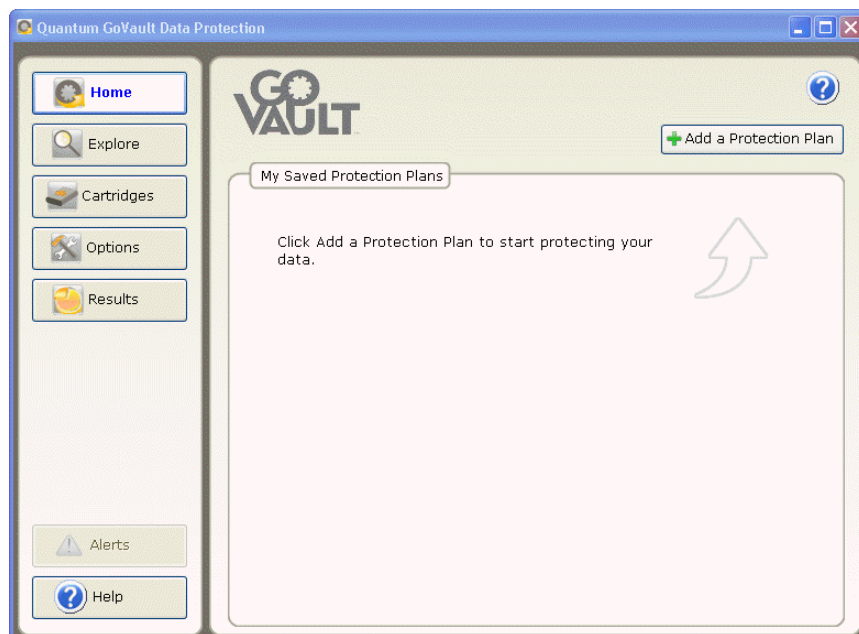 Quantum GoVault Data Protection
Home
Explore
Cartridges
Options
Results
Alerts
Help
GO
VAULT
Add a Protection Plan
My Saved Protection Plans
Click Add a Protection Plan to start protecting your
data.